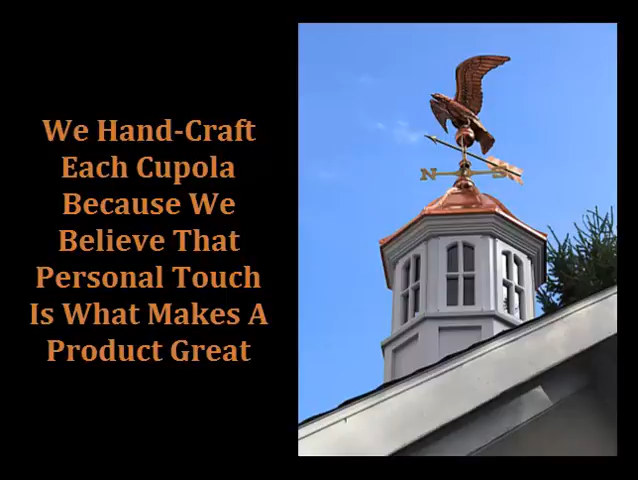 We Hand-Craft
Each Cupola
Because We
Believe That
Personal Touch
Is What Makes A
Product Great
N